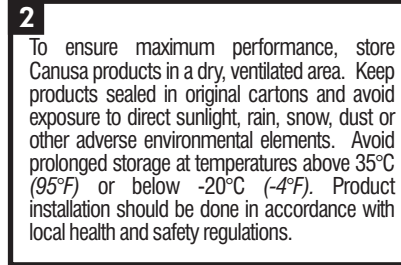 2
To ensure maximum performance, store
Canusa products in a dry, ventilated area. Keep
products sealed in original cartons and avoid
exposure to direct sunlight, rain, snow, dust or
other adverse environmental elements. Avoid
prolonged storage at temperatures above 35°C
(95°F) or below -20°C (-4°F). Product
installation should be done in accordance with
local health and safety regulations.